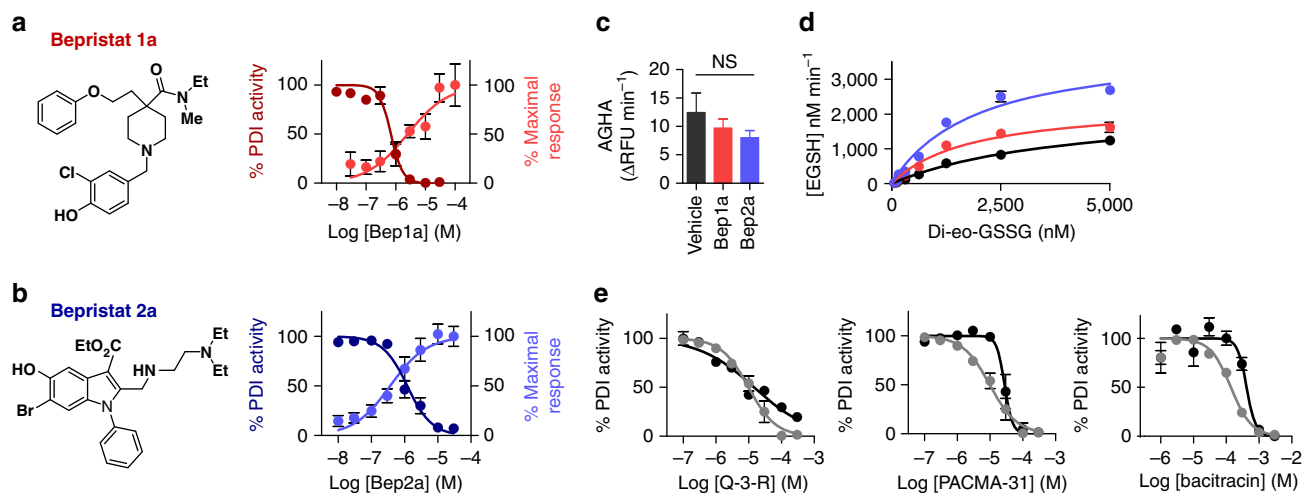 a
Bepristat 1a
O
Et
N
Me
O
N
Cl
HO
% PDI activity
100
50
0
100
50
0
% Maximal
response
−8 −7 −6 −5 −4
Log [Bep1a] (M)
b
Bepristat 2a
EtO2C
HO
Br
N
HN
N
Et
Et
% PDI activity
100
50
0
100
50
0
% Maximal
response
−8 −7 −6 −5 −4
Log [Bep2a] (M)
c
NS
AGHA
(ΔRFU min−1)
20
15
10
5
0
Vehicle
Bep1a
Bep2a
d
[EGSH] nM min−1
3,000
2,000
1,000
0
0 2,500 5,000
Di-eo-GSSG (nM)
e
% PDI activity
100
50
0
−7 −6 −5 −4 −3
Log [Q-3-R] (M)
% PDI activity
100
50
0
−7 −6 −5 −4 −3
Log [PACMA-31] (M)
% PDI activity
100
50
0
−6 −5 −4 −3 −2
Log [bacitracin] (M)